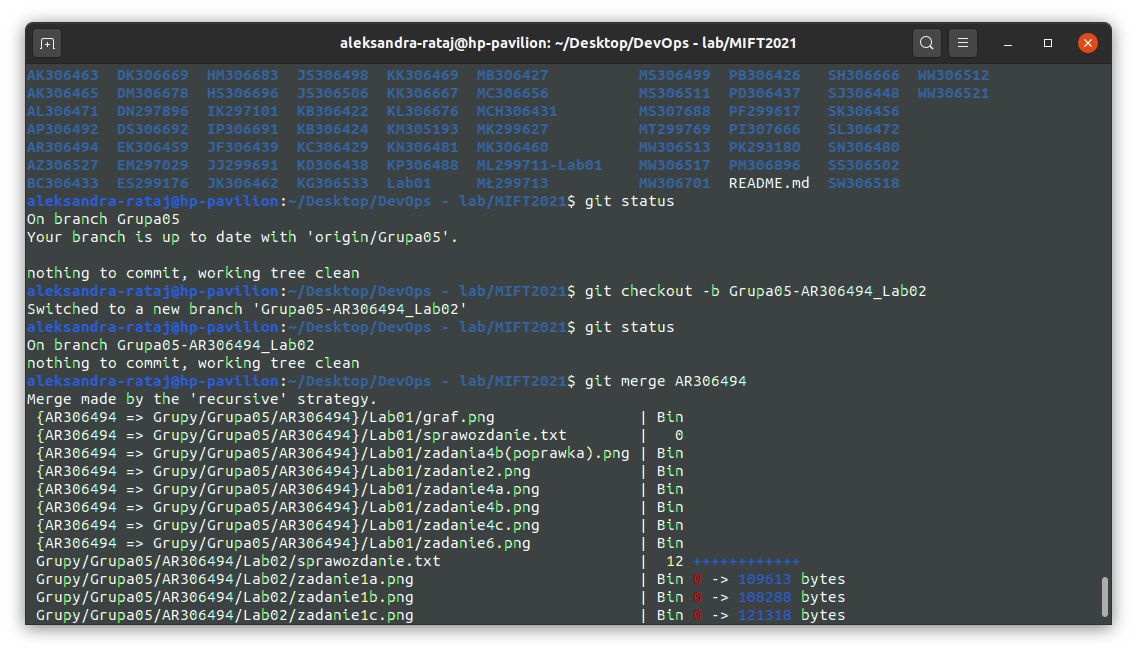 aleksandra-rataj@hp-pavilion: ~/Desktop/DevOps - lab/MIFT2021
AK306463 DK306669 HM306683 JS306498 KK306469 MB306427 MS306499 PB306426 SH306666 WW306512
AK306465 DM306678 HS306696 JS306506 KK306667 MC306656 MS306511 PD306437 SJ306448 WW306521
AL306471 DN297896 IK297101 KB306422 KL306676 MCH306431 MS307688 PF299617 SK306456
AP306492 DS306692 IP306691 KB306424 KM305193 MK299627 MT299769 PI307666 SL306472
AR306494 EK306459 JF306439 KC306429 KN306481 MK306460 MW306513 PK293180 SN306480
AZ306527 EM297029 JJ299691 KD306438 KP306488 ML299711-Lab01 MW306517 PM306896 SS306502
BC306433 ES299176 JK306462 KG306533 Lab01 MŁ299713 MW306701 README.md SW306518
aleksandra-rataj@hp-pavilion:~/Desktop/DevOps - lab/MIFT2021$ git status
On branch Grupa05
Your branch is up to date with 'origin/Grupa05'.
nothing to commit, working tree clean
aleksandra-rataj@hp-pavilion:~/Desktop/DevOps - lab/MIFT2021$ git checkout -b Grupa05-AR306494_Lab02
Switched to a new branch 'Grupa05-AR306494_Lab02'
aleksandra-rataj@hp-pavilion:~/Desktop/DevOps - lab/MIFT2021$ git status
On branch Grupa05-AR306494_Lab02
nothing to commit, working tree clean
aleksandra-rataj@hp-pavilion:~/Desktop/DevOps - lab/MIFT2021$ git merge AR306494
Merge made by the 'recursive' strategy.
{AR306494 => Grupy/Grupa05/AR306494}/Lab01/graf.png | Bin
{AR306494 => Grupy/Grupa05/AR306494}/Lab01/sprawozdanie.txt | 0
{AR306494 => Grupy/Grupa05/AR306494}/Lab01/zadania4b(poprawka).png | Bin
{AR306494 => Grupy/Grupa05/AR306494}/Lab01/zadanie2.png | Bin
{AR306494 => Grupy/Grupa05/AR306494}/Lab01/zadanie4a.png | Bin
{AR306494 => Grupy/Grupa05/AR306494}/Lab01/zadanie4b.png | Bin
{AR306494 => Grupy/Grupa05/AR306494}/Lab01/zadanie4c.png | Bin
{AR306494 => Grupy/Grupa05/AR306494}/Lab01/zadanie6.png | Bin
Grupy/Grupa05/AR306494/Lab02/sprawozdanie.txt | 12 ++++++++++++
Grupy/Grupa05/AR306494/Lab02/zadanie1a.png | Bin 0 -> 109613 bytes
Grupy/Grupa05/AR306494/Lab02/zadanie1b.png | Bin 0 -> 108288 bytes
Grupy/Grupa05/AR306494/Lab02/zadanie1c.png | Bin 0 -> 121318 bytes